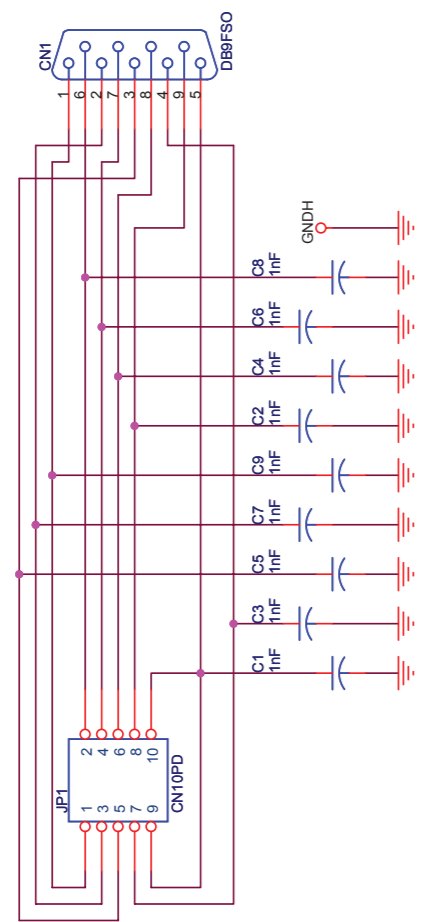 CN1
DB9FSO
1
6
2
7
3
8
4
9
5
GNDH
C8
1nF
C6
1nF
C4
1nF
C2
1nF
C9
1nF
C7
1nF
C5
1nF
C3
1nF
C1
1nF
JP1
CN10PD
2
4
6
8
10
1
3
5
7
9